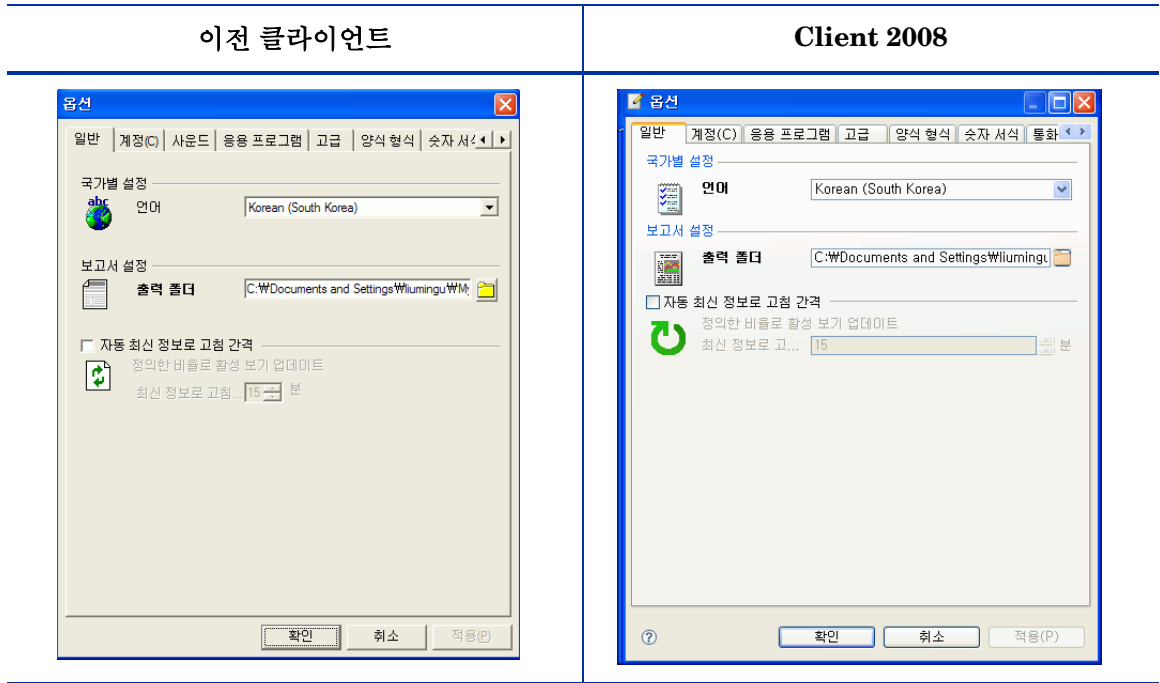 이전 클라이언트
Client 2008
옵션
일반 계정(C) 사운드 응용 프로그램 고급 양식 형식 숫자 서식
국가별 설정
abc
언어 Korean (South Korea)
보고서 설정
출력 폴더 C:₩Documents and Settings₩liumingu₩M
자동 최신 정보로 고침 간격
정의한 비율로 활성 보기 업데이트
최신 정보로 고침... 15 분
확인 취소 적용(P)
옵션
일반 계정(C) 응용 프로그램 고급 양식 형식 숫자 서식 통화
국가별 설정
언어 Korean (South Korea)
보고서 설정
출력 폴더 C:₩Documents and Settings₩liumingu
자동 최신 정보로 고침 간격
정의한 비율로 활성 보기 업데이트
최신 정보로 고... 15 분
? 확인 취소 적용(P)